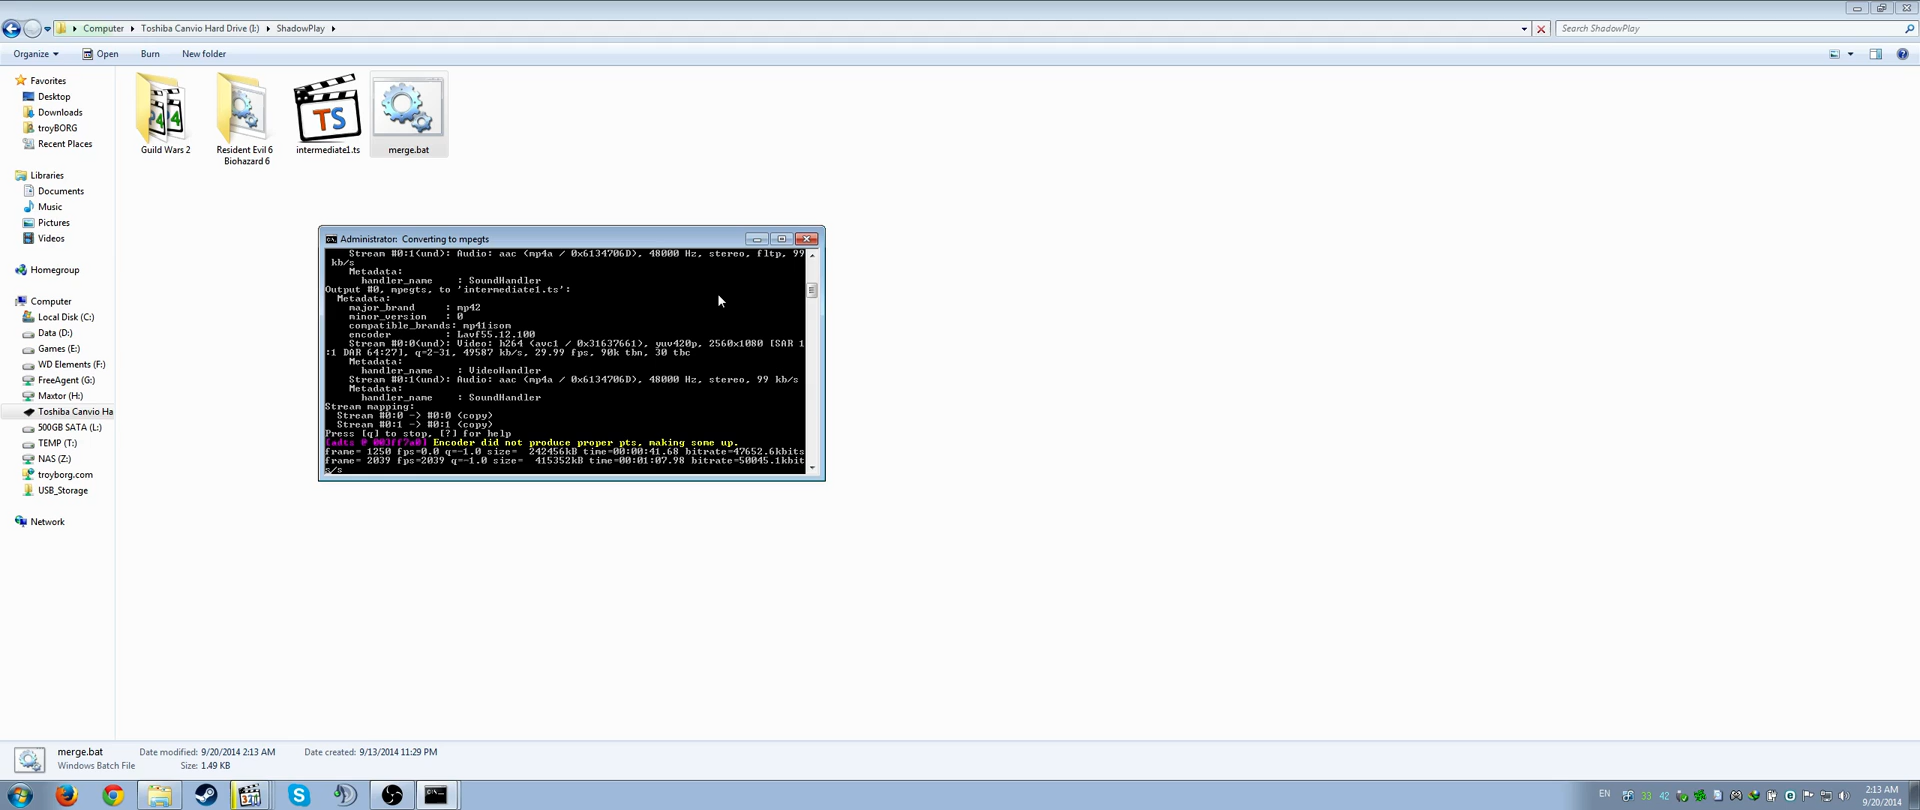 Computer
Toshiba Canvio Hard Drive (I:)
ShadowPlay
Search ShadowPlay
Organize
Open
Burn
New folder
Favorites
Desktop
Downloads
troyBORG
Recent Places
Libraries
Documents
Music
Pictures
Videos
Homegroup
Computer
Local Disk (C:)
Data (D:)
Games (E:)
WD Elements (F:)
FreeAgent (G:)
Maxtor (H:)
Toshiba Canvio Ha
500GB SATA (L:)
TEMP (T:)
NAS (Z:)
troyborg.com
USB_Storage
Network
Guild Wars 2
Resident Evil 6
Biohazard 6
TS
intermediate1.ts
merge.bat
Administrator: Converting to mpegts
Stream #0:1(und): Audio: aac (mp4a / 0x6134706D), 48000 Hz, stereo, fltp, 99
kb/s
Metadata:
handler_name : SoundHandler
Output #0, mpegts, to 'intermediate1.ts':
Metadata:
major_brand : mp42
minor_version : 0
compatible_brands: mp41isom
encoder : Lavf55.12.100
Stream #0:0(und): Video: h264 (avc1 / 0x31637661), yuv420p, 2560x1080 [SAR 1
:1 DAR 64:27], q=2-31, 49587 kb/s, 29.99 fps, 90k tbn, 30 tbc
Metadata:
handler_name : VideoHandler
Stream #0:1(und): Audio: aac (mp4a / 0x6134706D), 48000 Hz, stereo, 99 kb/s
Metadata:
handler_name : SoundHandler
Stream mapping:
Stream #0:0 -> #0:0 (copy)
Stream #0:1 -> #0:1 (copy)
Press [q] to stop, [?] for help
[adts @ 003ff7a0] Encoder did not produce proper pts, making some up.
frame= 1250 fps=0.0 q=-1.0 size= 242456kB time=00:00:41.68 bitrate=47652.6kbits
frame= 2039 fps=2039 q=-1.0 size= 415352kB time=00:01:07.98 bitrate=50045.1kbit
s/s
merge.bat
Date modified: 9/20/2014 2:13 AM
Date created: 9/13/2014 11:29 PM
Windows Batch File
Size: 1.49 KB
EN
33
42
2:13 AM
9/20/2014